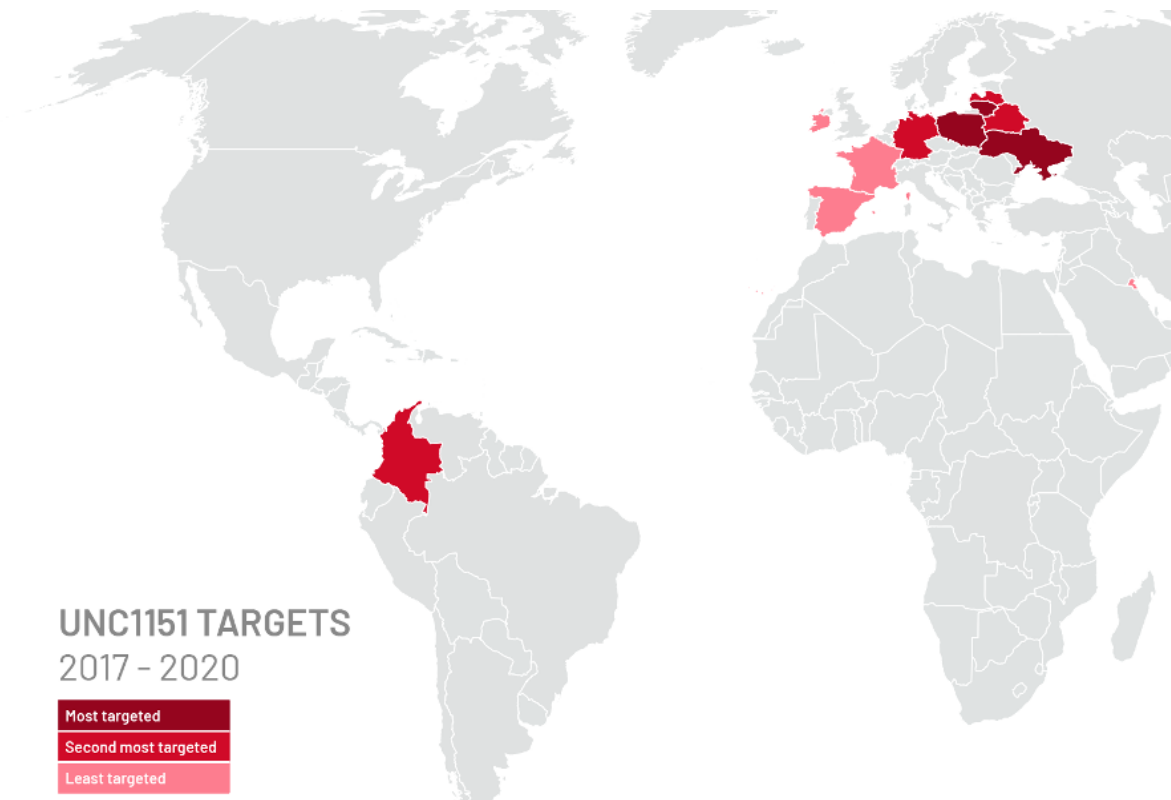 UNC1151 TARGETS
2017 - 2020
Most targeted
Second most targeted
Least targeted